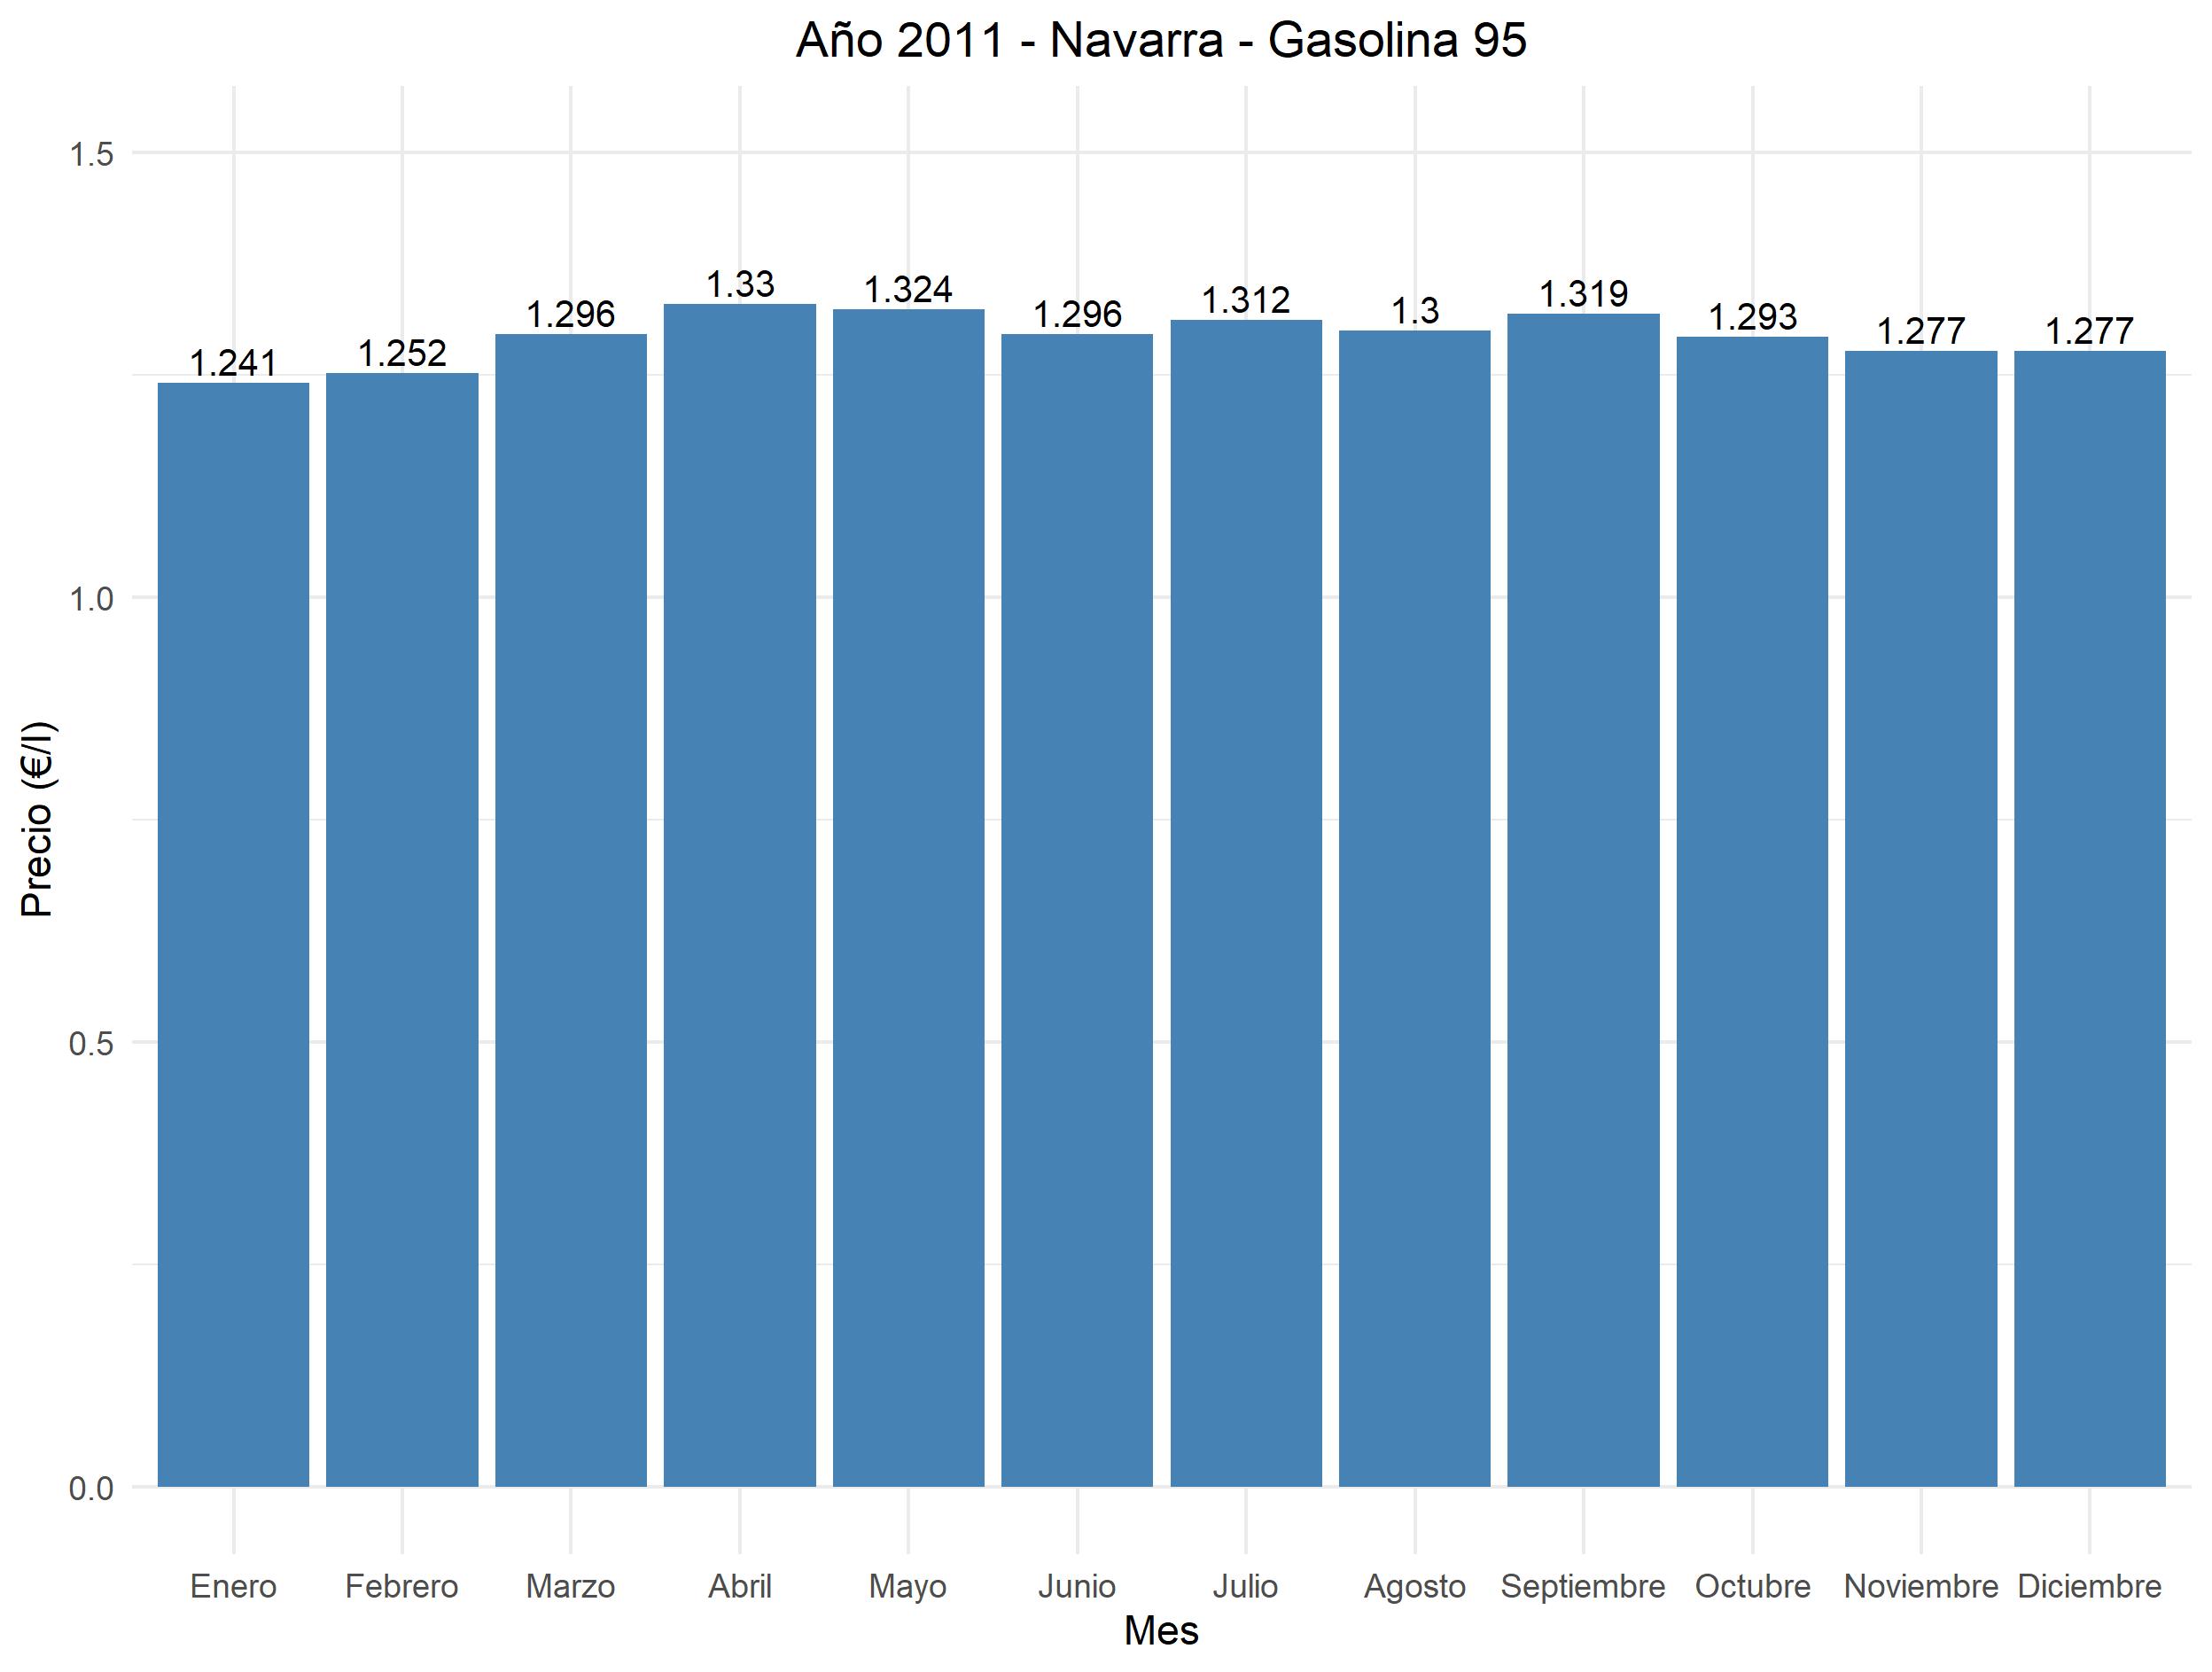 Año 2011 - Navarra - Gasolina 95
1.5
1.0
0.5
0.0
Precio (€/l)
1.241
1.252
1.296
1.33
1.324
1.296
1.312
1.3
1.319
1.293
1.277
1.277
Enero
Febrero
Marzo
Abril
Mayo
Junio
Julio
Agosto
Septiembre
Octubre
Noviembre
Diciembre
Mes